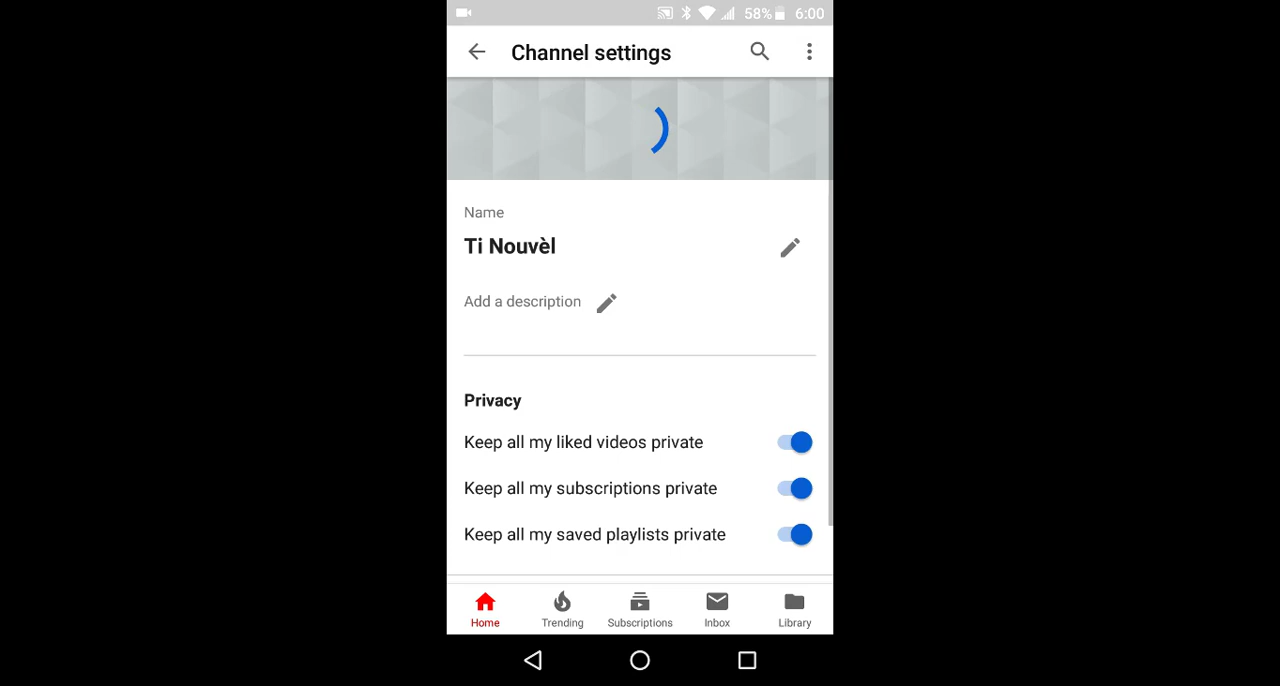 58% 6:00
Channel settings
Name
Ti Nouvèl
Add a description
Privacy
Keep all my liked videos private
Keep all my subscriptions private
Keep all my saved playlists private
Home Trending Subscriptions Inbox Library